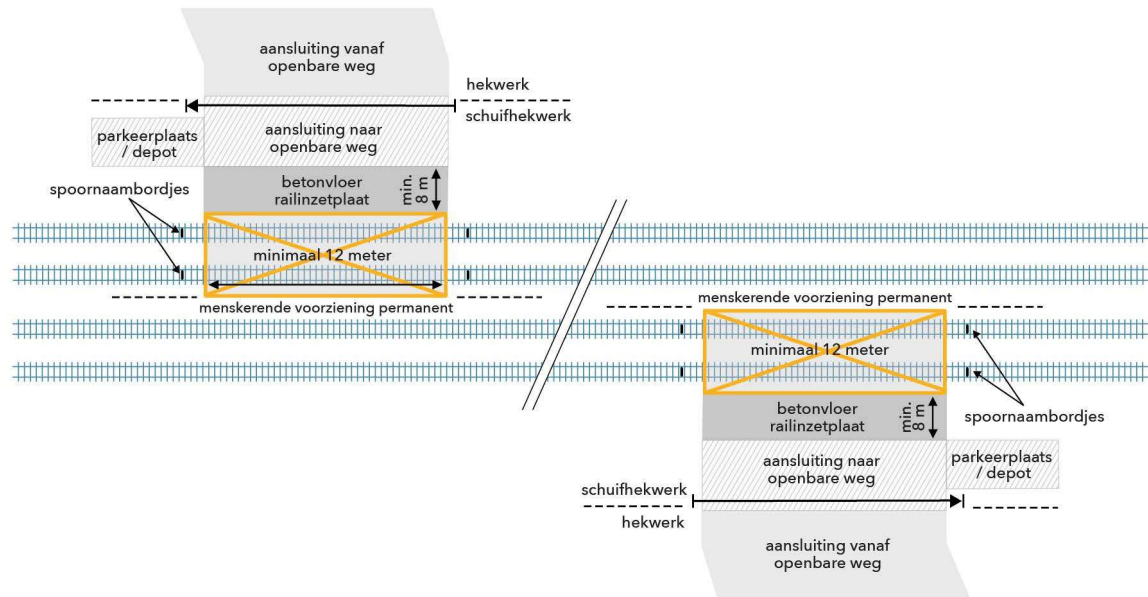 aansluiting vanaf
openbare weg
hekwerk
schuifhekwerk
parkeerplaats
/ depot
aansluiting naar
openbare weg
spoornaambordjes
betonvloer
railinzetplaat
min.
8 m
minimaal 12 meter
menskerende voorziening permanent
menskerende voorziening permanent
minimaal 12 meter
betonvloer
railinzetplaat
min.
8 m
spoornaambordjes
aansluiting naar
openbare weg
parkeerplaats
/ depot
schuifhekwerk
hekwerk
aansluiting vanaf
openbare weg